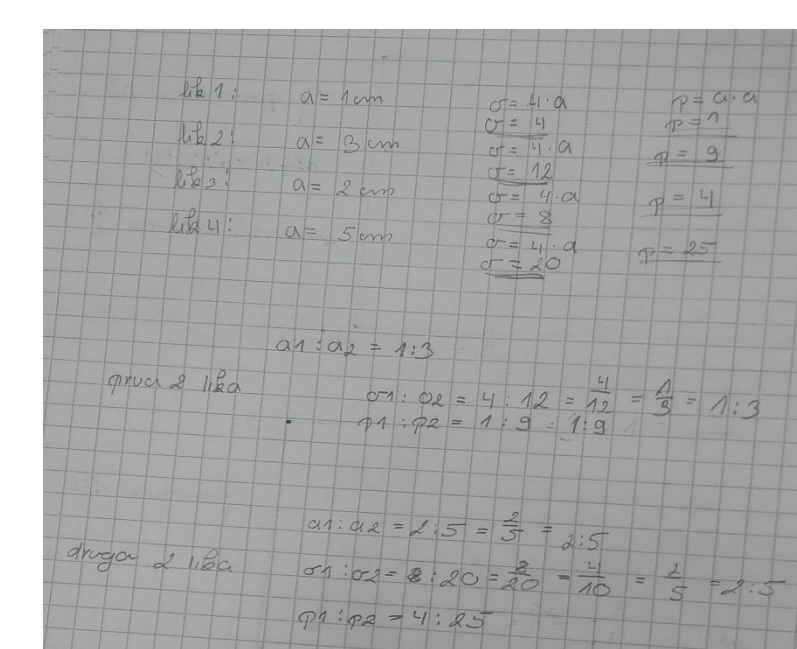 lik 1: a = 1 cm o = 4·a p = a·a
o = 4 p = 1
lik 2: a = 3 cm o = 4·a p = 9
o = 12
lik 3: a = 2 cm o = 4·a p = 4
o = 8
lik 4: a = 5 cm o = 4·a p = 25
o = 20
a1 : a2 = 1:3
prva 2 lika o1 : o2 = 4 : 12 = 4/12 = 1/3 = 1:3
p1 : p2 = 1 : 9 = 1:9
a1 : a2 = 2:5 = 2/5 = 2:5
druga 2 lika o1 : o2 = 8 : 20 = 8/20 = 4/10 = 2/5 = 2:5
p1 : p2 = 4 : 25